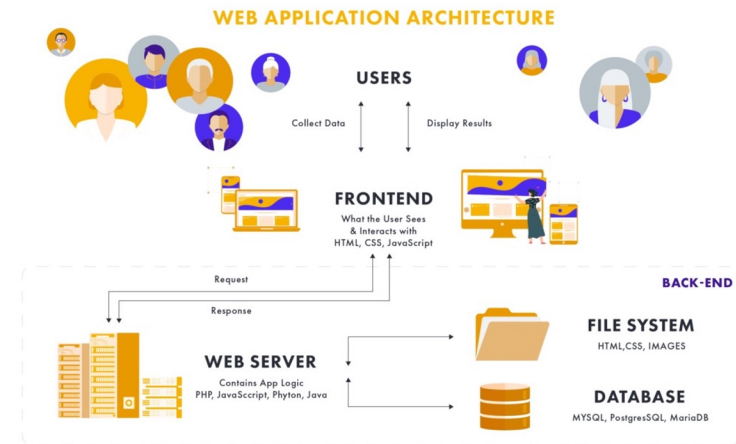 WEB APPLICATION ARCHITECTURE
USERS
Collect Data
Display Results
FRONTEND
What the User Sees
& Interacts with
HTML, CSS, JavaScript
Request
Response
BACK-END
WEB SERVER
Contains App Logic
PHP, JavaSccript, Phyton, Java
FILE SYSTEM
HTML,CSS, IMAGES
DATABASE
MYSQL, PostgresSQL, MariaDB